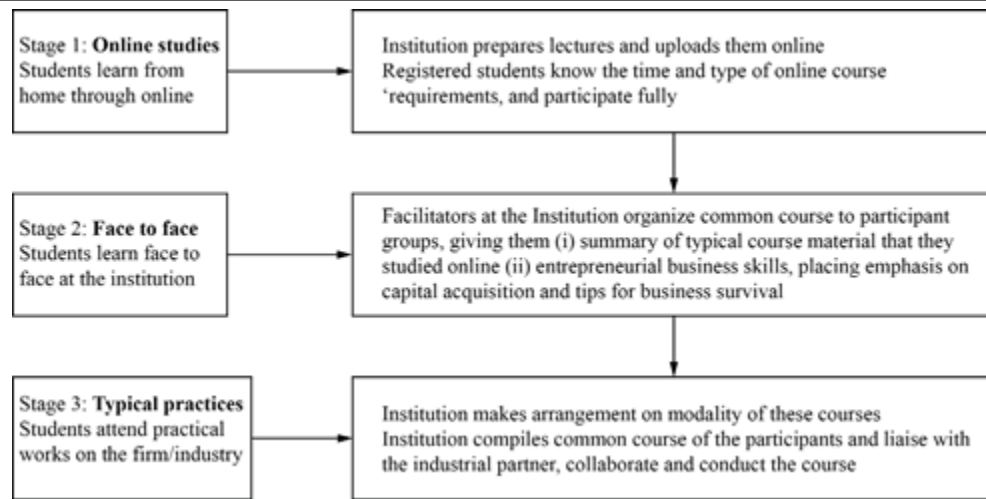 Stage 1: Online studies
Students learn from
home through online
Institution prepares lectures and uploads them online
Registered students know the time and type of online course
‘requirements, and participate fully
Stage 2: Face to face
Students learn face to
face at the institution
Facilitators at the Institution organize common course to participant
groups, giving them (i) summary of typical course material that they
studied online (ii) entrepreneurial business skills, placing emphasis on
capital acquisition and tips for business survival
Stage 3: Typical practices
Students attend practical
works on the firm/industry
Institution makes arrangement on modality of these courses
Institution compiles common course of the participants and liaise with
the industrial partner, collaborate and conduct the course